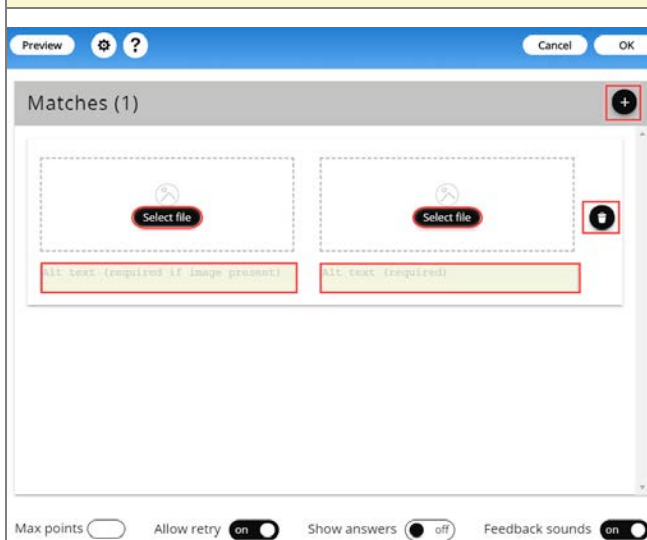 Preview ? Cancel OK
Matches (1) +
Select file Select file
Alt text (required if image present) Alt text (required)
Max points Allow retry on Show answers off Feedback sounds on